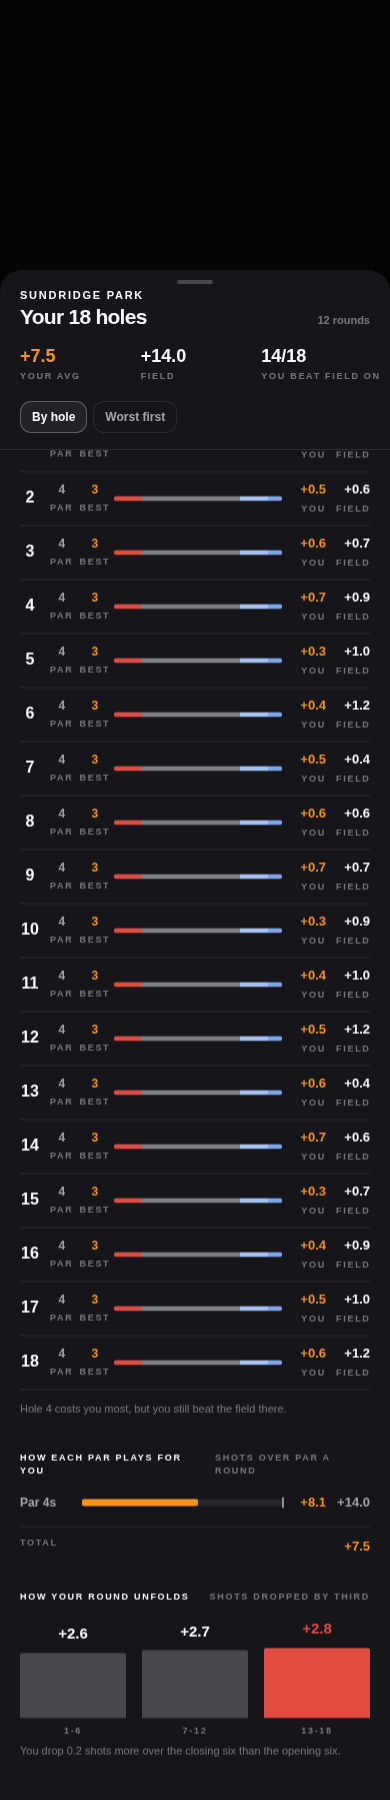 SUNDRIDGE PARK
Your 18 holes
12 rounds
+7.5 +14.0 14/18
YOUR AVG FIELD YOU BEAT FIELD ON
By hole Worst first
PAR BEST YOU FIELD
2 4 3 +0.5 +0.6
PAR BEST YOU FIELD
3 4 3 +0.6 +0.7
PAR BEST YOU FIELD
4 4 3 +0.7 +0.9
PAR BEST YOU FIELD
5 4 3 +0.3 +1.0
PAR BEST YOU FIELD
6 4 3 +0.4 +1.2
PAR BEST YOU FIELD
7 4 3 +0.5 +0.4
PAR BEST YOU FIELD
8 4 3 +0.6 +0.6
PAR BEST YOU FIELD
9 4 3 +0.7 +0.7
PAR BEST YOU FIELD
10 4 3 +0.3 +0.9
PAR BEST YOU FIELD
11 4 3 +0.4 +1.0
PAR BEST YOU FIELD
12 4 3 +0.5 +1.2
PAR BEST YOU FIELD
13 4 3 +0.6 +0.4
PAR BEST YOU FIELD
14 4 3 +0.7 +0.6
PAR BEST YOU FIELD
15 4 3 +0.3 +0.7
PAR BEST YOU FIELD
16 4 3 +0.4 +0.9
PAR BEST YOU FIELD
17 4 3 +0.5 +1.0
PAR BEST YOU FIELD
18 4 3 +0.6 +1.2
PAR BEST YOU FIELD
Hole 4 costs you most, but you still beat the field there.
HOW EACH PAR PLAYS FOR
YOU
SHOTS OVER PAR A
ROUND
Par 4s +8.1 +14.0
TOTAL +7.5
HOW YOUR ROUND UNFOLDS SHOTS DROPPED BY THIRD
+2.6 +2.7 +2.8
1-6 7-12 13-18
You drop 0.2 shots more over the closing six than the opening six.